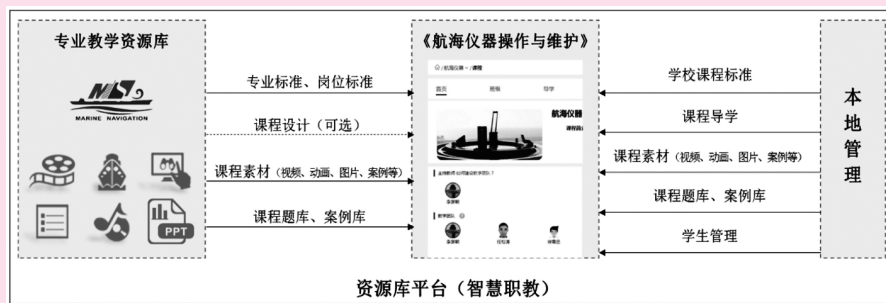 专业教学资源库
MARINE NAVIGATION
PPT
专业标准、岗位标准
课程设计（可选）
课程素材（视频、动画、图片、案例等）
课程题库、案例库
《航海仪器操作与维护》
首页
导学
航海仪器
学校课程标准
课程导学
课程素材（视频、动画、图片、案例等）
课程题库、案例库
学生管理
本地管理
资源库平台（智慧职教）